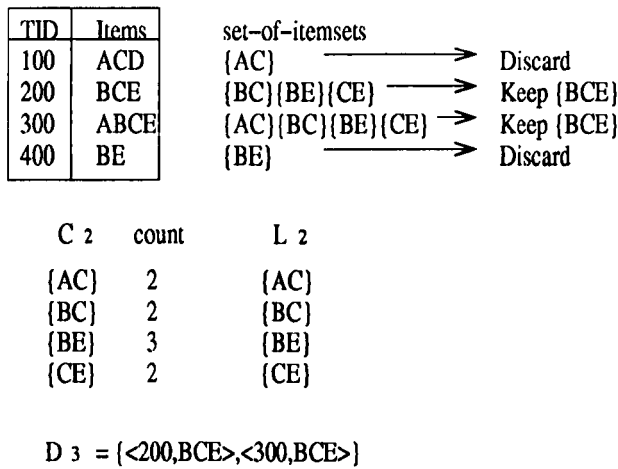 TID Items set-of-itemsets
100 ACD {AC} Discard
200 BCE {BC}{BE}{CE} Keep {BCE}
300 ABCE {AC}{BC}{BE}{CE} Keep {BCE}
400 BE {BE} Discard
C 2 count L 2
{AC} 2 {AC}
{BC} 2 {BC}
{BE} 3 {BE}
{CE} 2 {CE}
D 3 = {<200,BCE>,<300,BCE>}